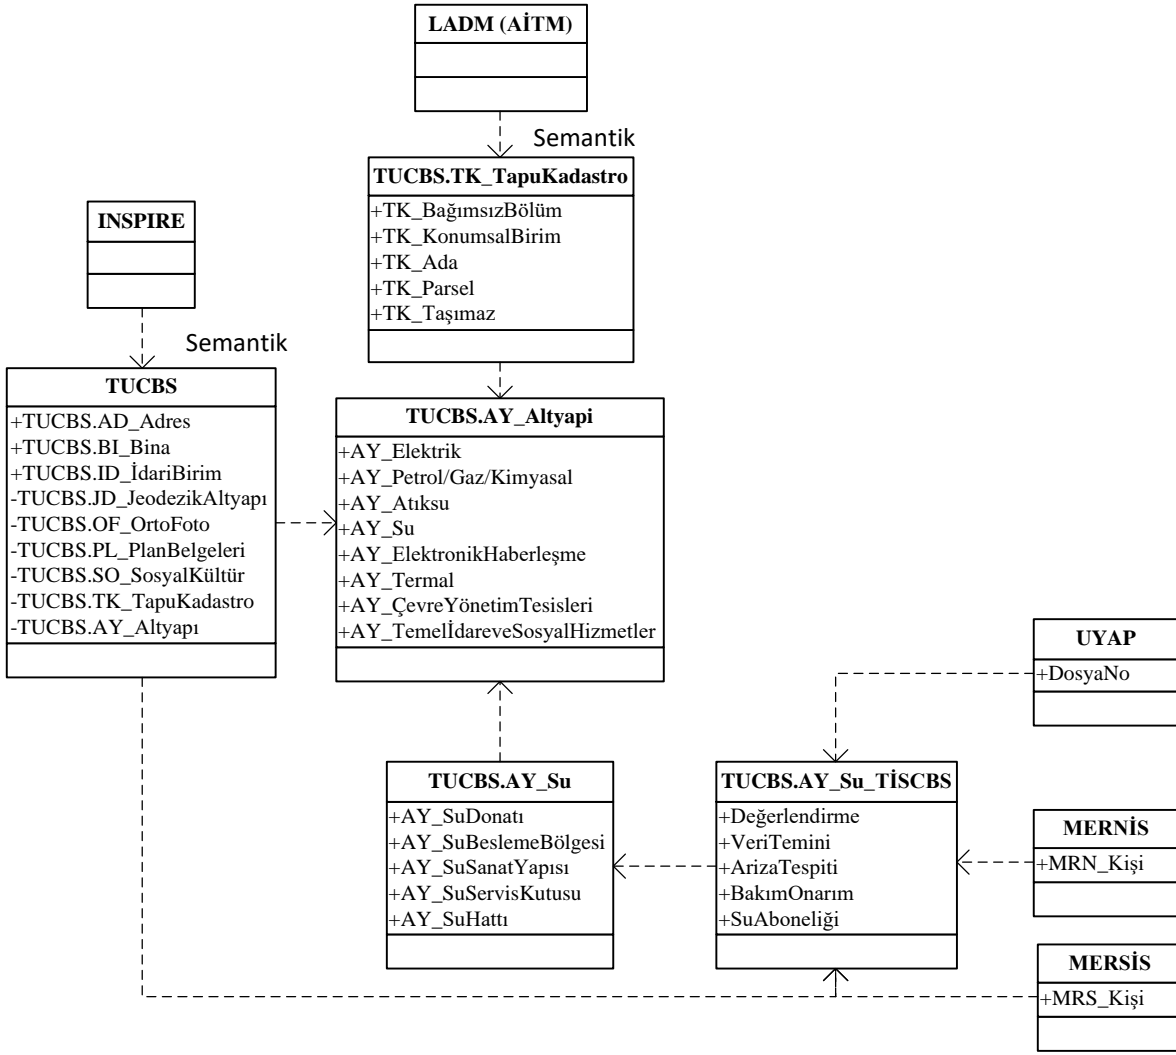 LADM (AİTM)
Semantik
TUCBS.TK_TapuKadastro
+TK_BağımsızBölüm
+TK_KonumsalBirim
+TK_Ada
+TK_Parsel
+TK_Taşımaz
INSPIRE
Semantik
TUCBS
+TUCBS.AD_Adres
+TUCBS.BI_Bina
+TUCBS.ID_İdariBirim
-TUCBS.JD_JeodezikAltyapı
-TUCBS.OF_OrtoFoto
-TUCBS.PL_PlanBelgeleri
-TUCBS.SO_SosyalKültür
-TUCBS.TK_TapuKadastro
-TUCBS.AY_Altyapı
TUCBS.AY_Altyapi
+AY_Elektrik
+AY_Petrol/Gaz/Kimyasal
+AY_Atıksu
+AY_Su
+AY_ElektronikHaberleşme
+AY_Termal
+AY_ÇevreYönetimTesisleri
+AY_TemelİdareveSosyalHizmetler
UYAP
+DosyaNo
TUCBS.AY_Su
+AY_SuDonatı
+AY_SuBeslemeBölgesi
+AY_SuSanatYapısı
+AY_SuServisKutusu
+AY_SuHattı
TUCBS.AY_Su_TİSCBS
+Değerlendirme
+VeriTemini
+ArizaTespiti
+BakımOnarım
+SuAboneliği
MERNİS
+MRN_Kişi
MERSİS
+MRS_Kişi